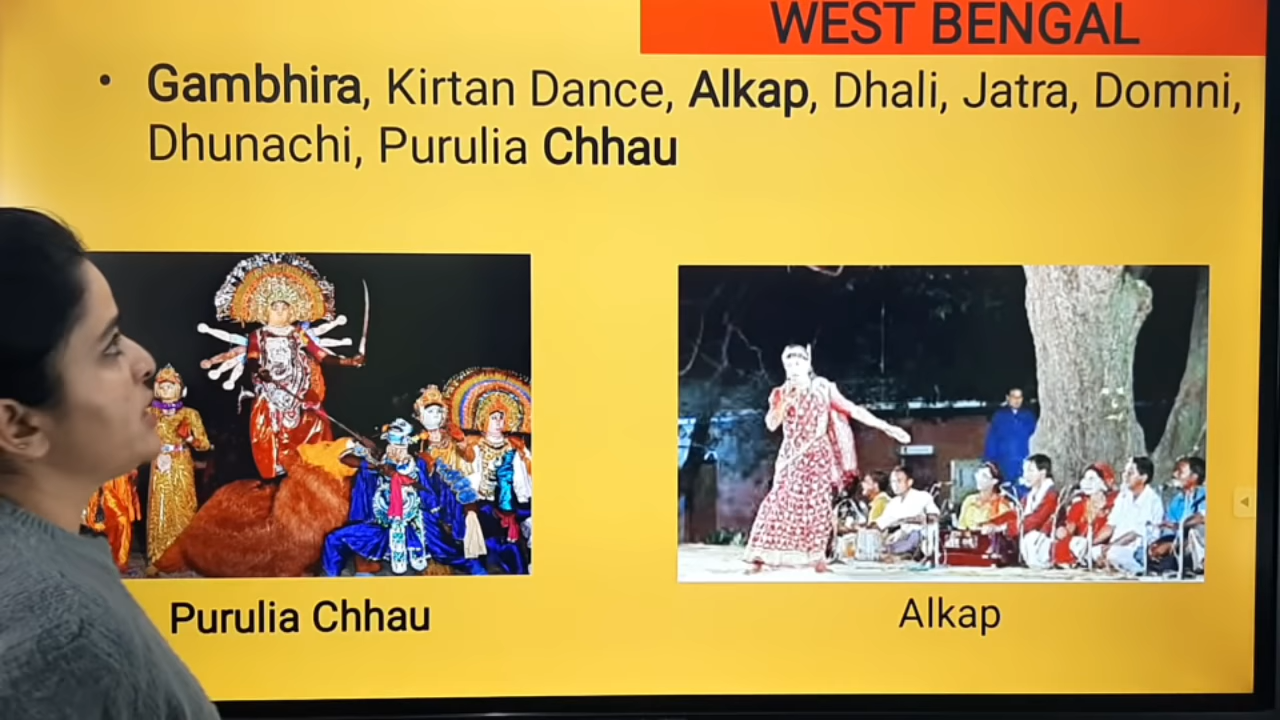 WEST BENGAL
• Gambhira, Kirtan Dance, Alkap, Dhali, Jatra, Domni,
Dhunachi, Purulia Chhau
Purulia Chhau
Alkap